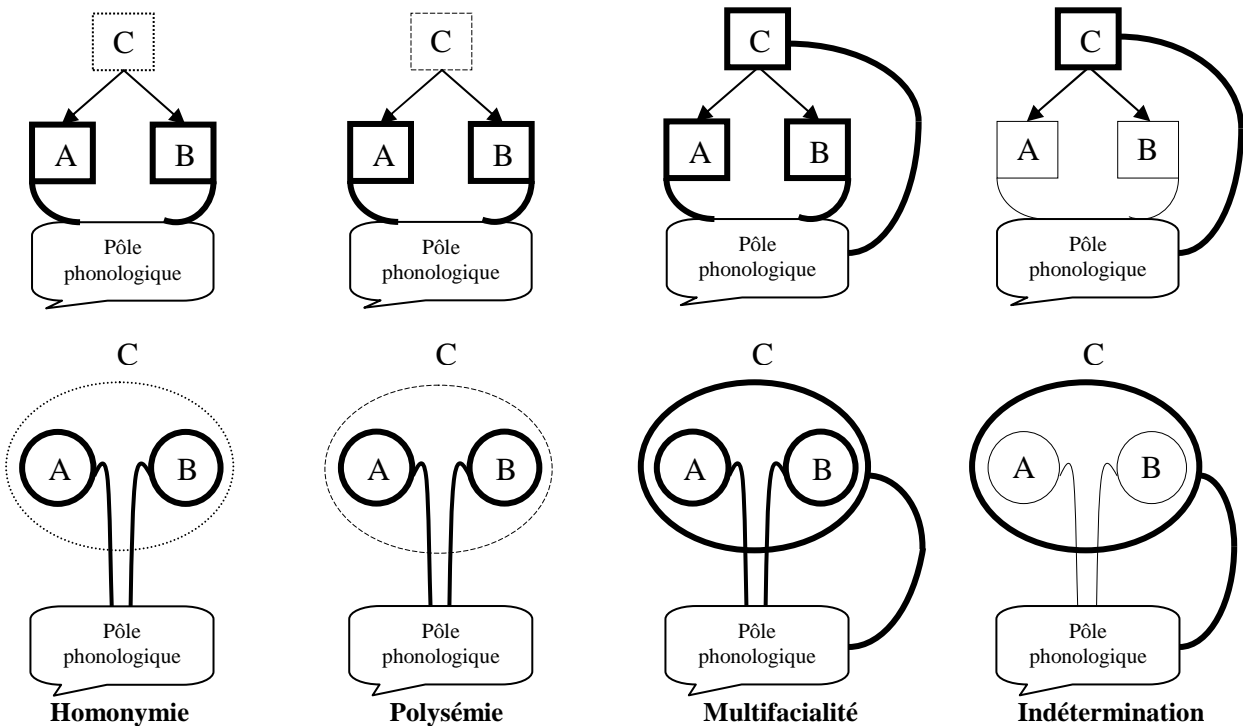 C C C C
A B A B A B A B
Pôle Pôle Pôle Pôle
phonologique phonologique phonologique phonologique
C C C C
A B A B A B A B
Pôle Pôle Pôle Pôle
phonologique phonologique phonologique phonologique
Homonymie Polysémie Multifacialité Indétermination